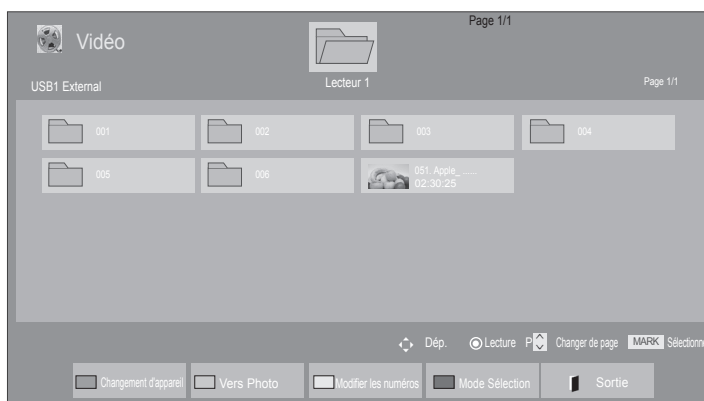 Page 1/1
Vidéo
Lecteur 1
USB1 External
Page 1/1
001
002
003
004
005
006
051. Apple_ ......
02:30:25
Dép.
Lecture
P
Changer de page
MARK
Sélectionne
Changement d'appareil
Vers Photo
Modifier les numéros
Mode Sélection
Sortie